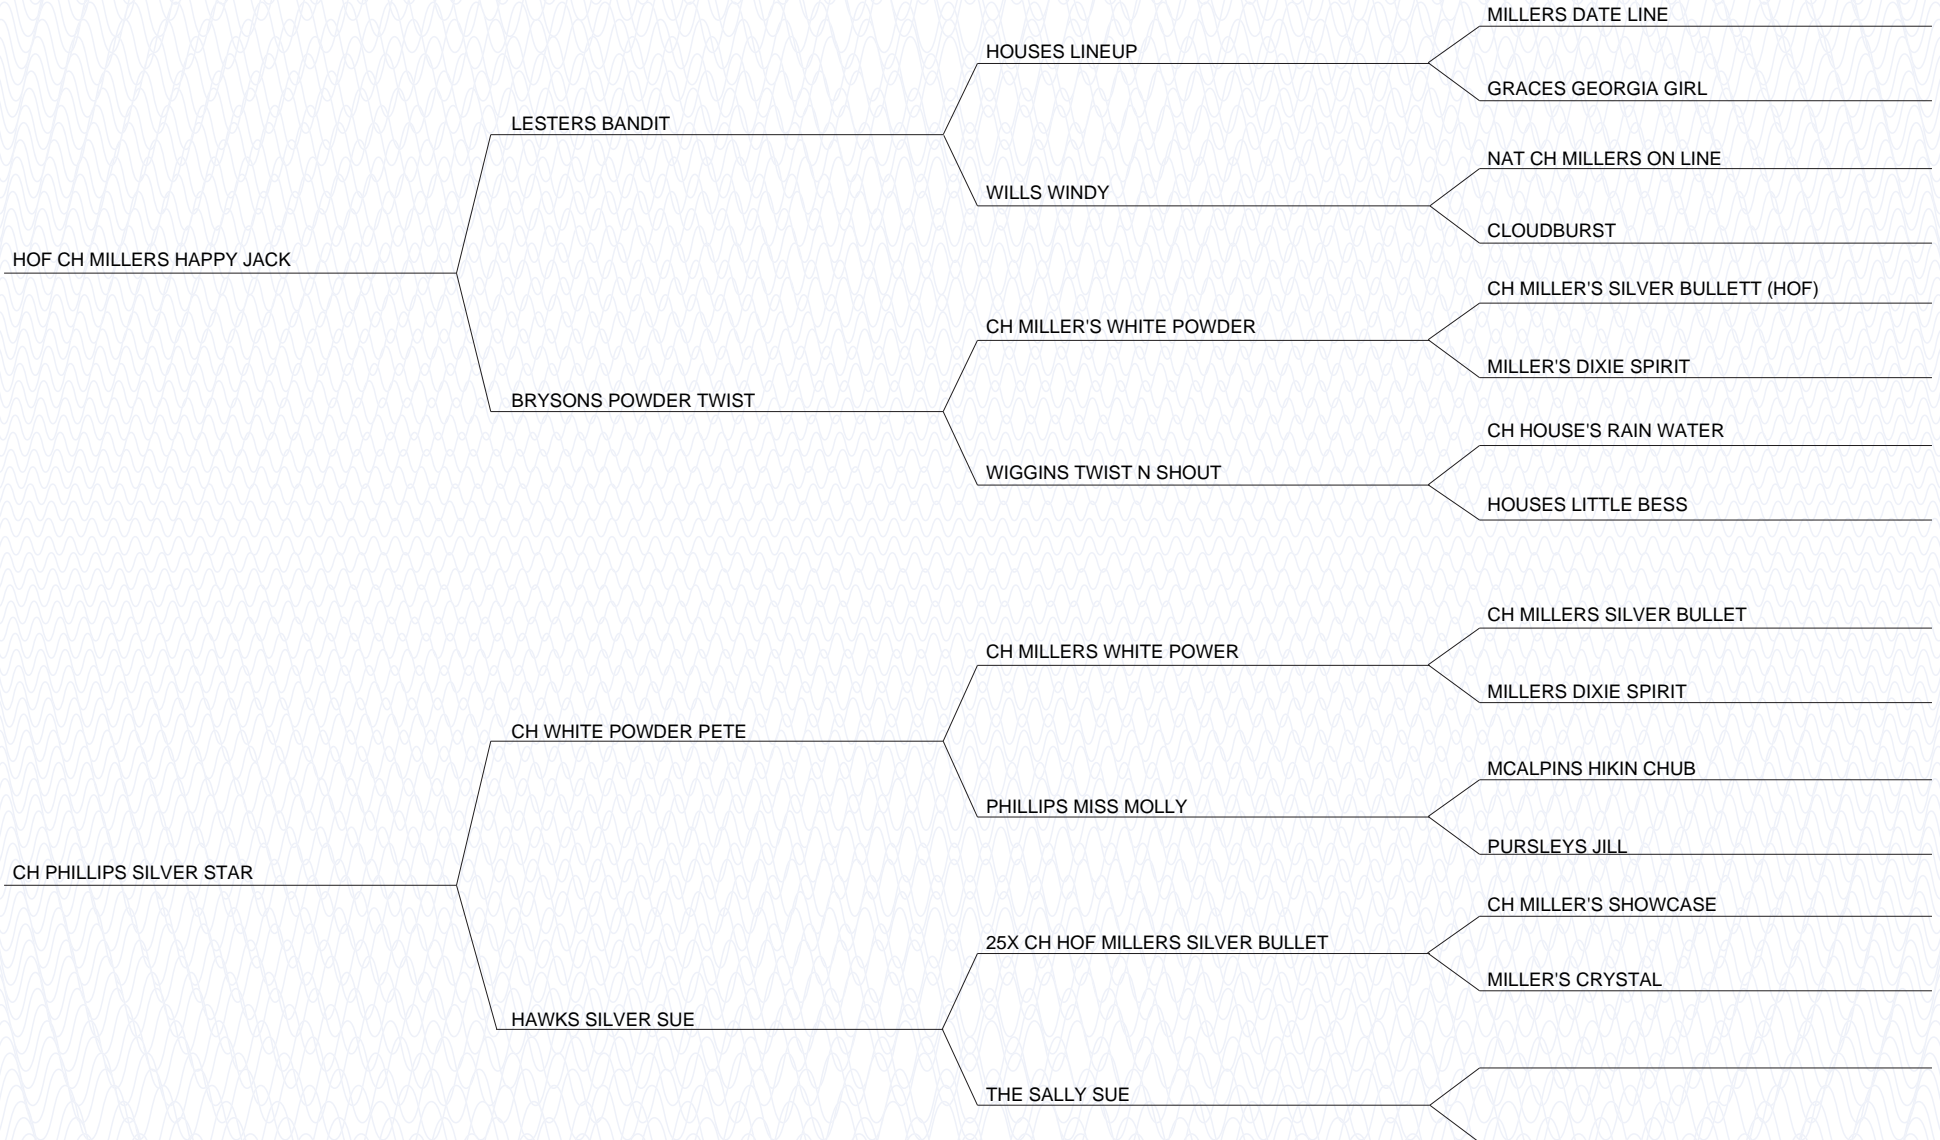 MILLERS DATE LINE
HOUSES LINEUP
GRACES GEORGIA GIRL
LESTERS BANDIT
NAT CH MILLERS ON LINE
WILLS WINDY
CLOUDBURST
HOF CH MILLERS HAPPY JACK
CH MILLER'S SILVER BULLETT (HOF)
CH MILLER'S WHITE POWDER
MILLER'S DIXIE SPIRIT
BRYSONS POWDER TWIST
CH HOUSE'S RAIN WATER
WIGGINS TWIST N SHOUT
HOUSES LITTLE BESS
CH MILLERS SILVER BULLET
CH MILLERS WHITE POWER
MILLERS DIXIE SPIRIT
CH WHITE POWDER PETE
MCALPINS HIKIN CHUB
PHILLIPS MISS MOLLY
PURSLEYS JILL
CH PHILLIPS SILVER STAR
CH MILLER'S SHOWCASE
25X CH HOF MILLERS SILVER BULLET
MILLER'S CRYSTAL
HAWKS SILVER SUE
THE SALLY SUE